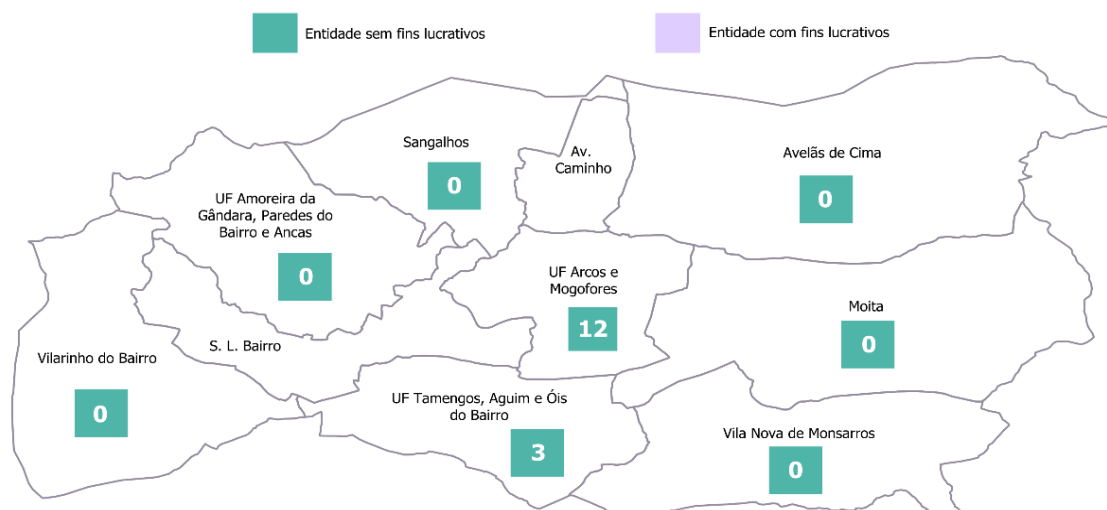 Entidade sem fins lucrativos
Entidade com fins lucrativos
Sangalhos
0
Av.
Caminho
Avelãs de Cima
0
UF Amoreira da
Gândara, Paredes do
Bairro e Ancas
0
UF Arcos e
Mogofores
12
Moita
0
S. L. Bairro
Vilarinho do Bairro
0
UF Tamengos, Aguim e Óis
do Bairro
3
Vila Nova de Monsarros
0